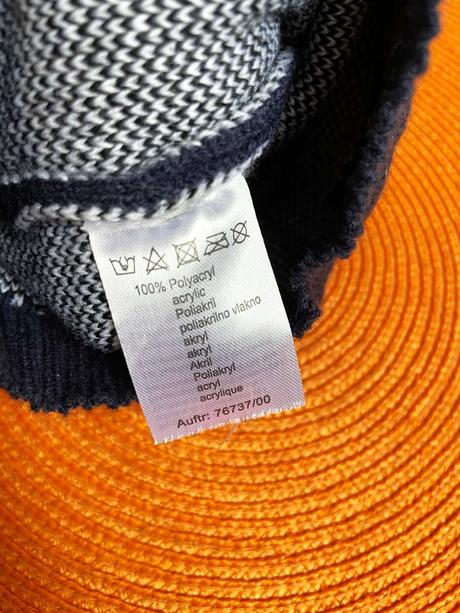 100% Polyacryl
acrylic
Poliakril
poliakrilno vlakno
akryl
akryl
Akril
Poliakryl
acryl
acrylique
Auftr: 76737/00